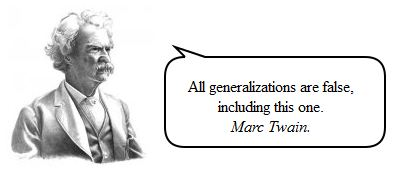 All generalizations are false,
including this one.
Marc Twain.